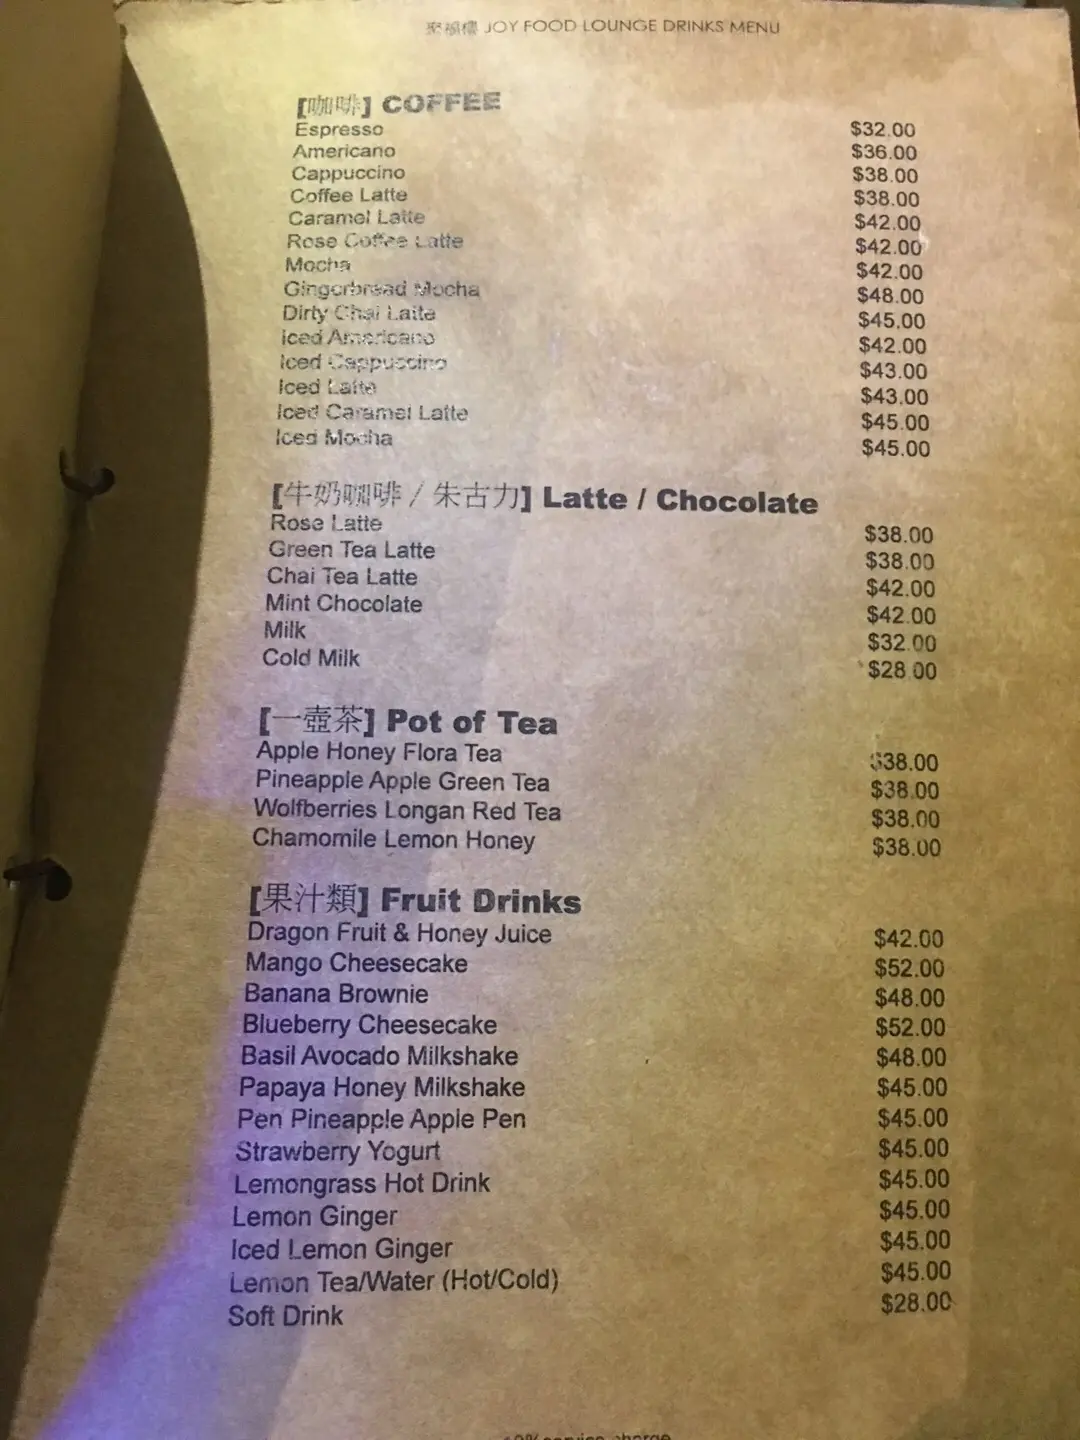 聚福樓 JOY FOOD LOUNGE DRINKS MENU
[咖啡] COFFEE
Espresso $32.00
Americano $36.00
Cappuccino $38.00
Coffee Latte $38.00
Caramel Latte $42.00
Rose Coffee Latte $42.00
Mocha $42.00
Gingerbread Mocha $48.00
Dirty Chai Latte $45.00
Iced Americano $42.00
Iced Cappuccino $43.00
Iced Latte $43.00
Iced Caramel Latte $45.00
Iced Mocha $45.00
[牛奶咖啡 / 朱古力] Latte / Chocolate
Rose Latte $38.00
Green Tea Latte $38.00
Chai Tea Latte $42.00
Mint Chocolate $42.00
Milk $32.00
Cold Milk $28.00
[一壺茶] Pot of Tea
Apple Honey Flora Tea $38.00
Pineapple Apple Green Tea $38.00
Wolfberries Longan Red Tea $38.00
Chamomile Lemon Honey $38.00
[果汁類] Fruit Drinks
Dragon Fruit & Honey Juice $42.00
Mango Cheesecake $52.00
Banana Brownie $48.00
Blueberry Cheesecake $52.00
Basil Avocado Milkshake $48.00
Papaya Honey Milkshake $45.00
Pen Pineapple Apple Pen $45.00
Strawberry Yogurt $45.00
Lemongrass Hot Drink $45.00
Lemon Ginger $45.00
Iced Lemon Ginger $45.00
Lemon Tea/Water (Hot/Cold) $45.00
Soft Drink $28.00
10% service charge